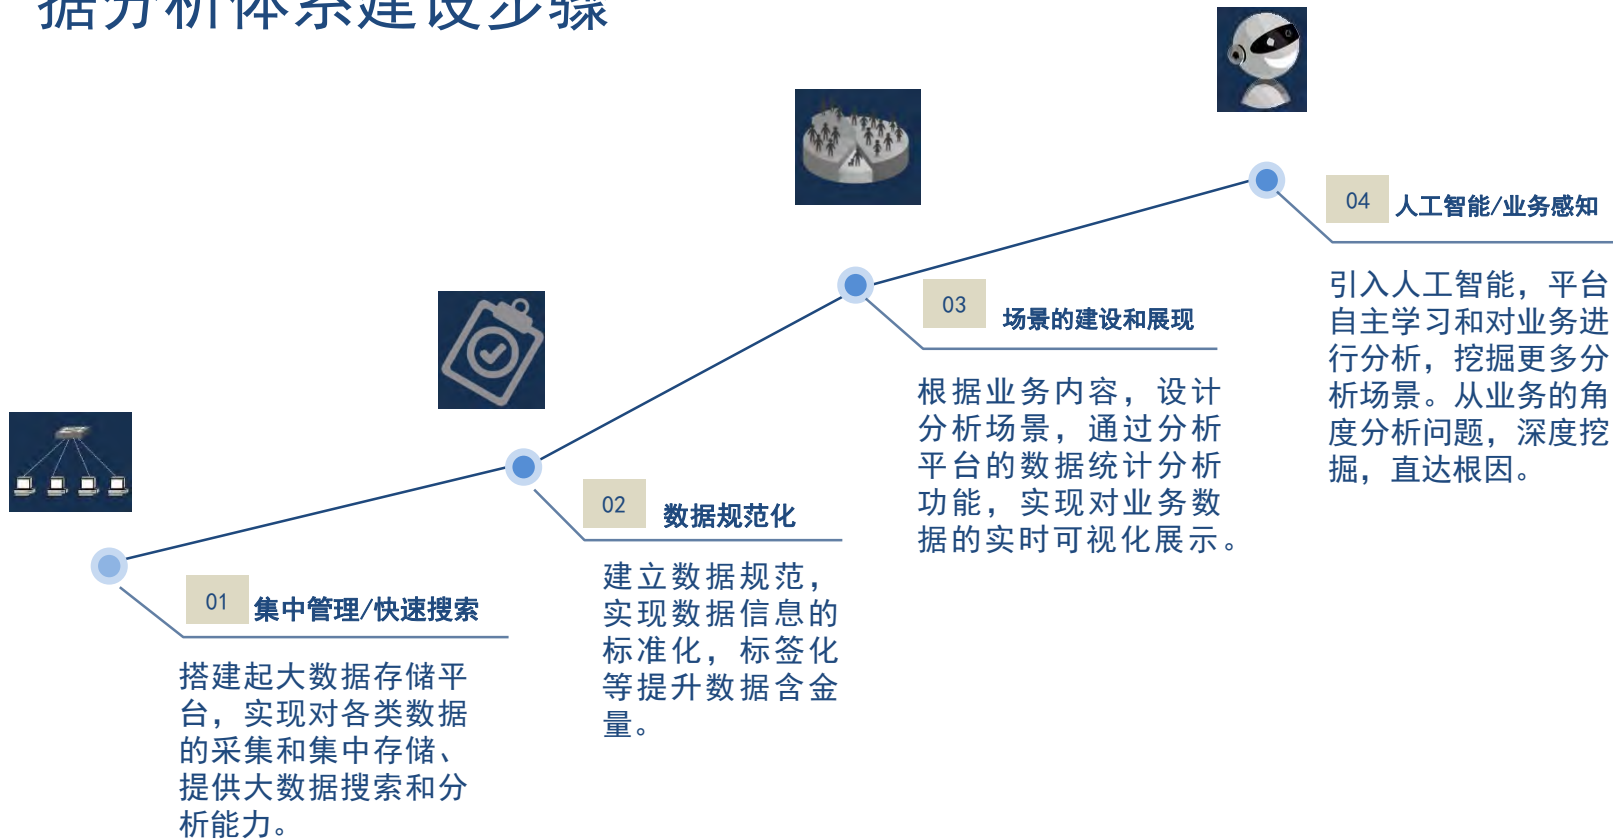 据分析体系建设步骤
01
集中管理/快速搜索
搭建起大数据存储平
台，实现对各类数据
的采集和集中存储、
提供大数据搜索和分
析能力。
02
数据规范化
建立数据规范，
实现数据信息的
标准化，标签化
等提升数据含金
量。
03
场景的建设和展现
根据业务内容，设计
分析场景，通过分析
平台的数据统计分析
功能，实现对业务数
据的实时可视化展示。
04
人工智能/业务感知
引入人工智能，平台
自主学习和对业务进
行分析，挖掘更多分
析场景。从业务的角
度分析问题，深度挖
掘，直达根因。